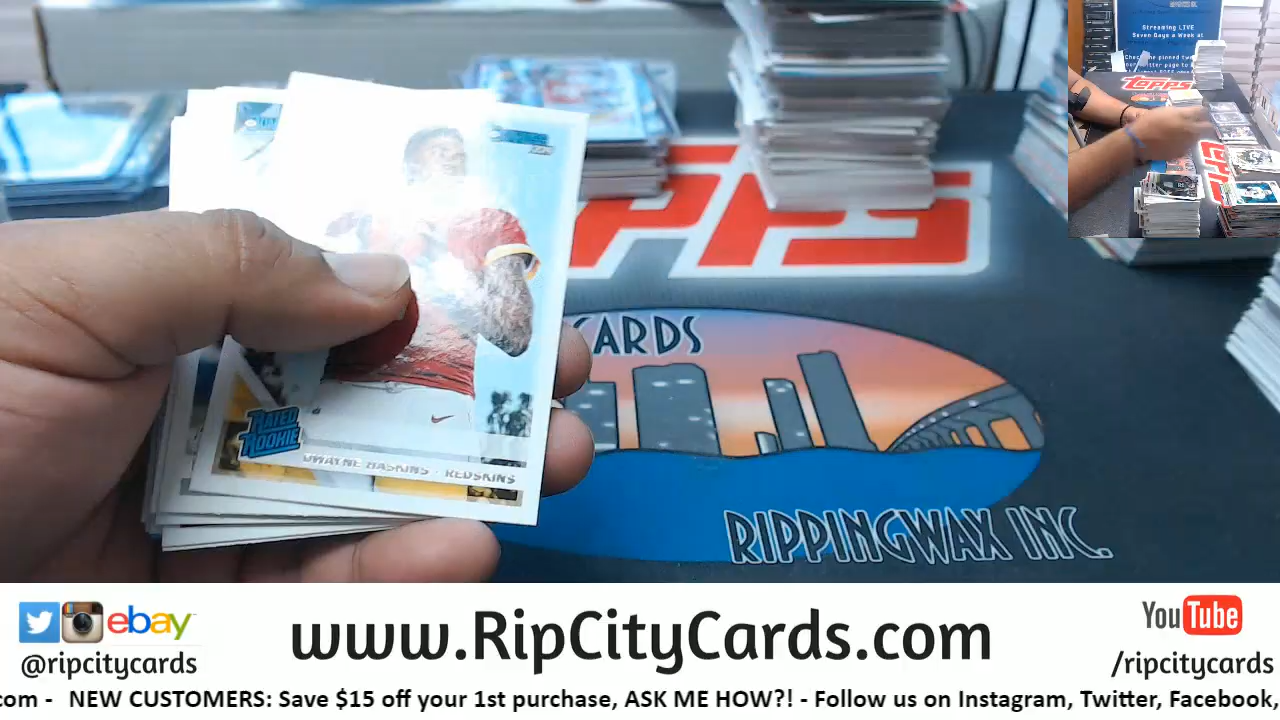 Streaming LIVE
Seven Days a Week at
Topps
CARDS
RIPPINGWAX INC.
RATED
ROOKIE
DWAYNE HASKINS - REDSKINS
ebay
@ripcitycards
www.RipCityCards.com
YouTube
/ripcitycards
com - NEW CUSTOMERS: Save $15 off your 1st purchase, ASK ME HOW?! - Follow us on Instagram, Twitter, Facebook,